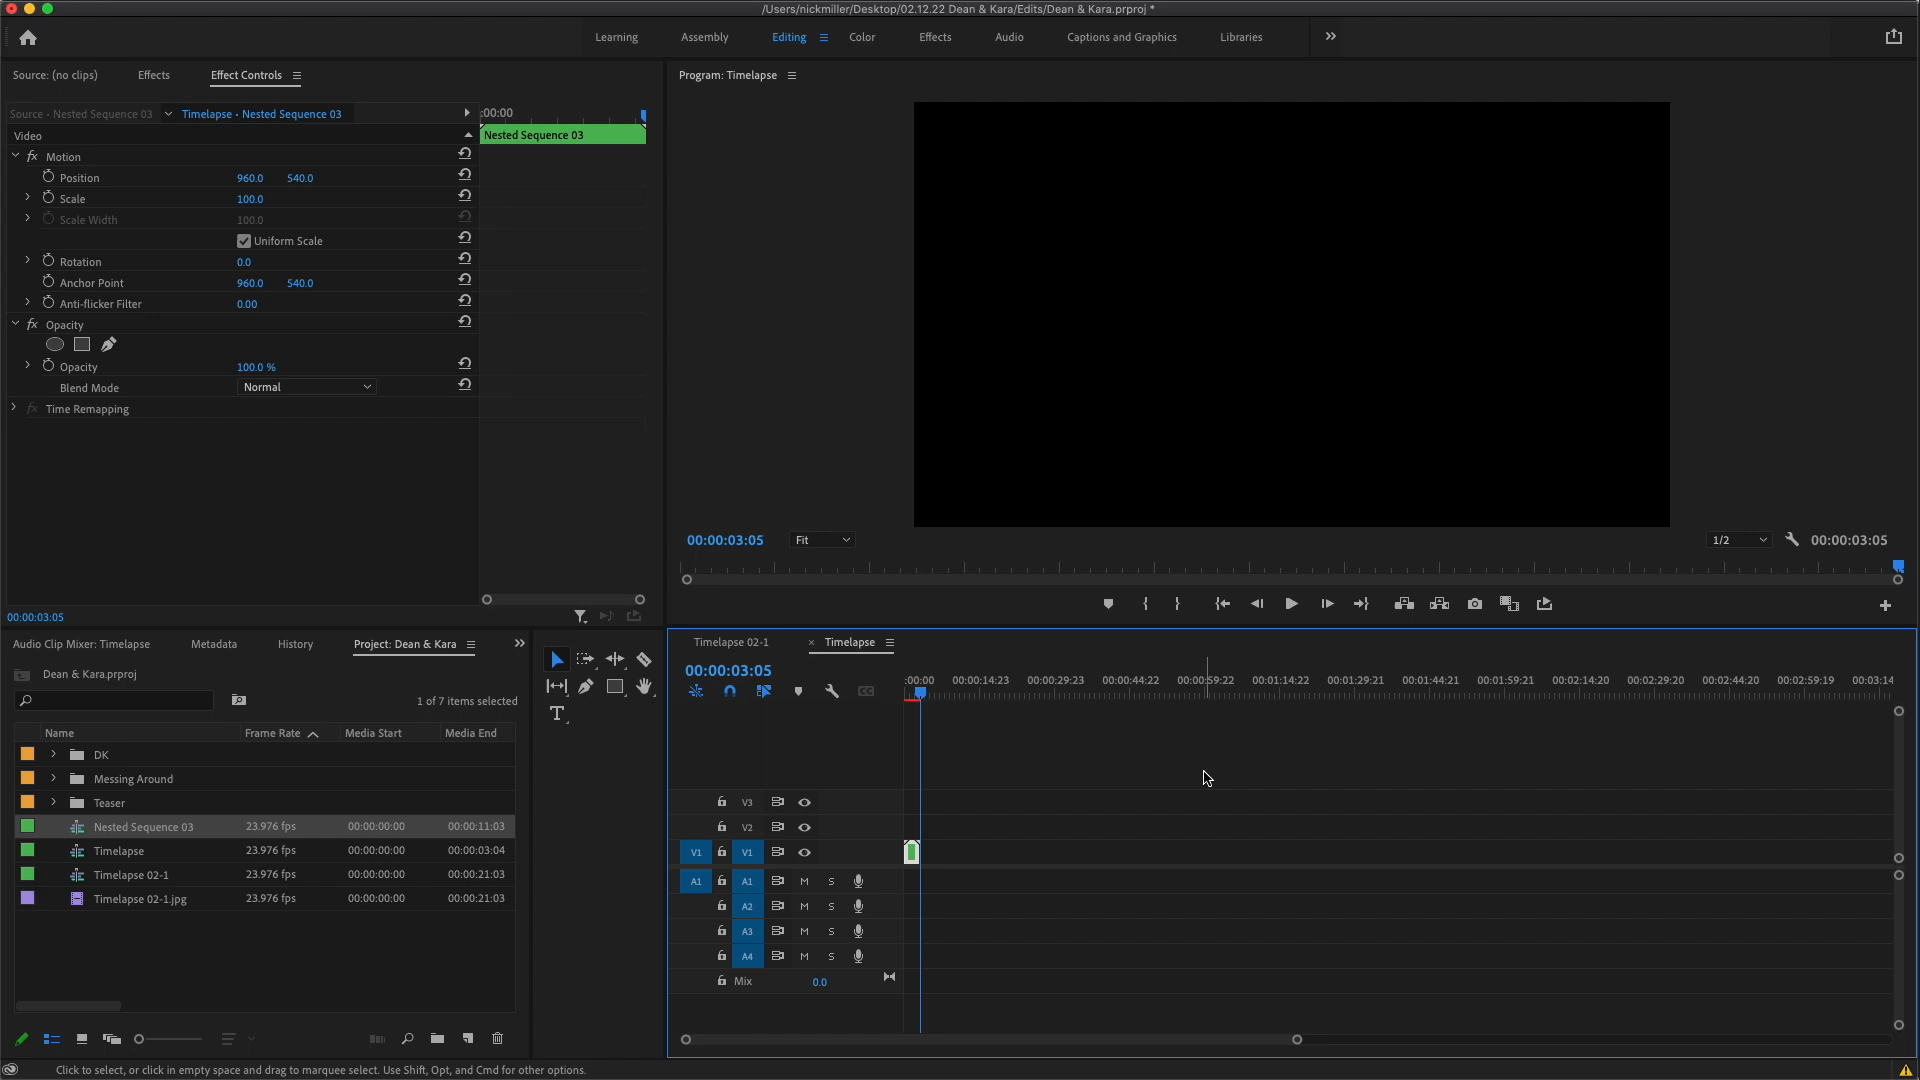 /Users/nickmiller/Desktop/02.12.22 Dean & Kara/Edits/Dean & Kara.prproj *
Learning Assembly Editing Color Effects Audio Captions and Graphics Libraries
Source: (no clips) Effects Effect Controls
Program: Timelapse
Source - Nested Sequence 03 Timelapse - Nested Sequence 03
:00:00
Video
Nested Sequence 03
fx Motion
Position 960.0 540.0
Scale 100.0
Scale Width 100.0
Uniform Scale
Rotation 0.0
Anchor Point 960.0 540.0
Anti-flicker Filter 0.00
fx Opacity
Opacity 100.0 %
Blend Mode Normal
fx Time Remapping
00:00:03:05
00:00:03:05 Fit 1/2 00:00:03:05
Audio Clip Mixer: Timelapse Metadata History Project: Dean & Kara
Dean & Kara.prproj
1 of 7 items selected
Name Frame Rate Media Start Media End
DK
Messing Around
Teaser
Nested Sequence 03 23.976 fps 00:00:00:00 00:00:11:03
Timelapse 23.976 fps 00:00:00:00 00:00:03:04
Timelapse 02-1 23.976 fps 00:00:00:00 00:00:21:03
Timelapse 02-1.jpg 23.976 fps 00:00:00:00 00:00:21:03
T
Timelapse 02-1 × Timelapse
00:00:03:05
:00:00 00:00:14:23 00:00:29:23 00:00:44:22 00:00:59:22 00:01:14:22 00:01:29:21 00:01:44:21 00:01:59:21 00:02:14:20 00:02:29:20 00:02:44:20 00:02:59:19 00:03:14
CC
V3
V2
V1 V1
A1 A1 M S
A2 M S
A3 M S
A4 M S
Mix 0.0
Click to select, or click in empty space and drag to marquee select. Use Shift, Opt, and Cmd for other options.